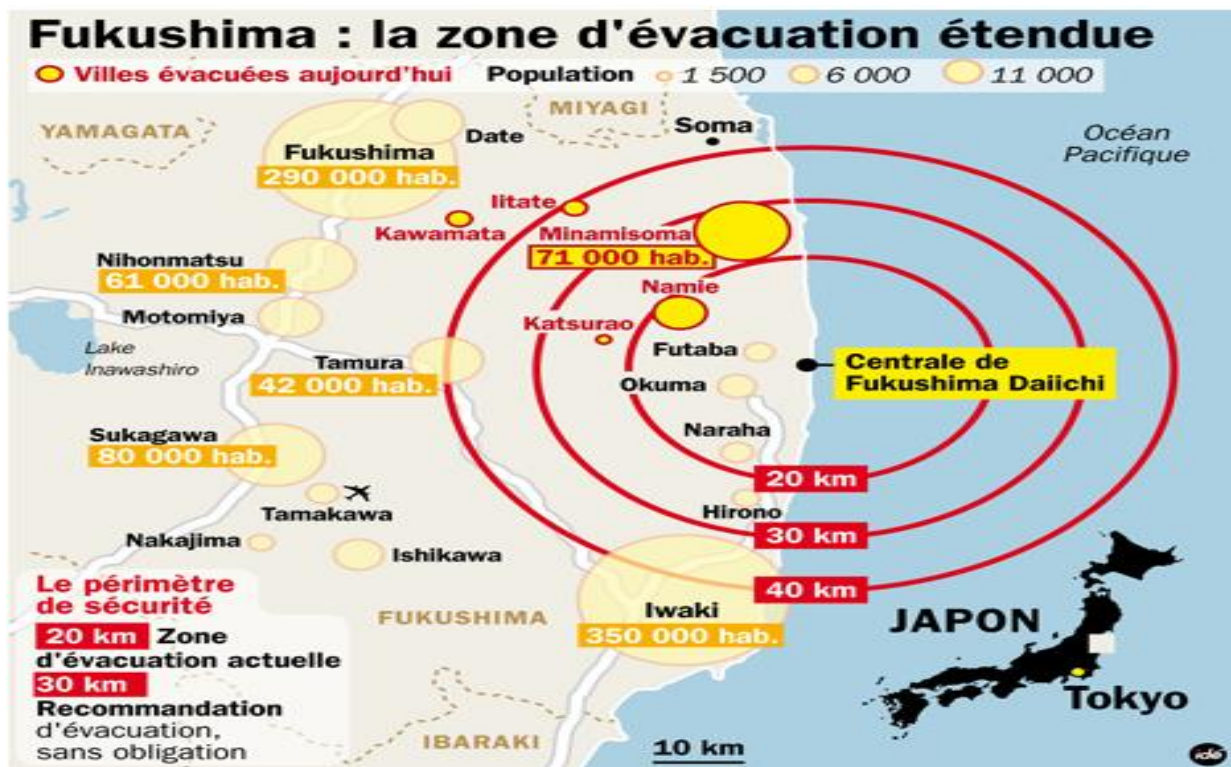 Fukushima : la zone d'évacuation étendue
Villes évacuées aujourd'hui Population 1 500 6 000 11 000
YAMAGATA
MIYAGI
Soma
Océan
Pacifique
Date
Fukushima
290 000 hab.
Iitate
Kawamata
Minamisoma
71 000 hab.
Nihonmatsu
61 000 hab.
Namie
Motomiya
Katsurao
Lake
Inawashiro
Tamura
42 000 hab.
Futaba
Okuma
Centrale de
Fukushima Daiichi
Sukagawa
80 000 hab.
Naraha
20 km
Tamakawa
Hirono
30 km
Nakajima
Ishikawa
40 km
Le périmètre
de sécurité
20 km Zone
d'évacuation actuelle
30 km
Recommandation
d'évacuation,
sans obligation
FUKUSHIMA
Iwaki
350 000 hab.
JAPON
Tokyo
IBARAKI
10 km
idé